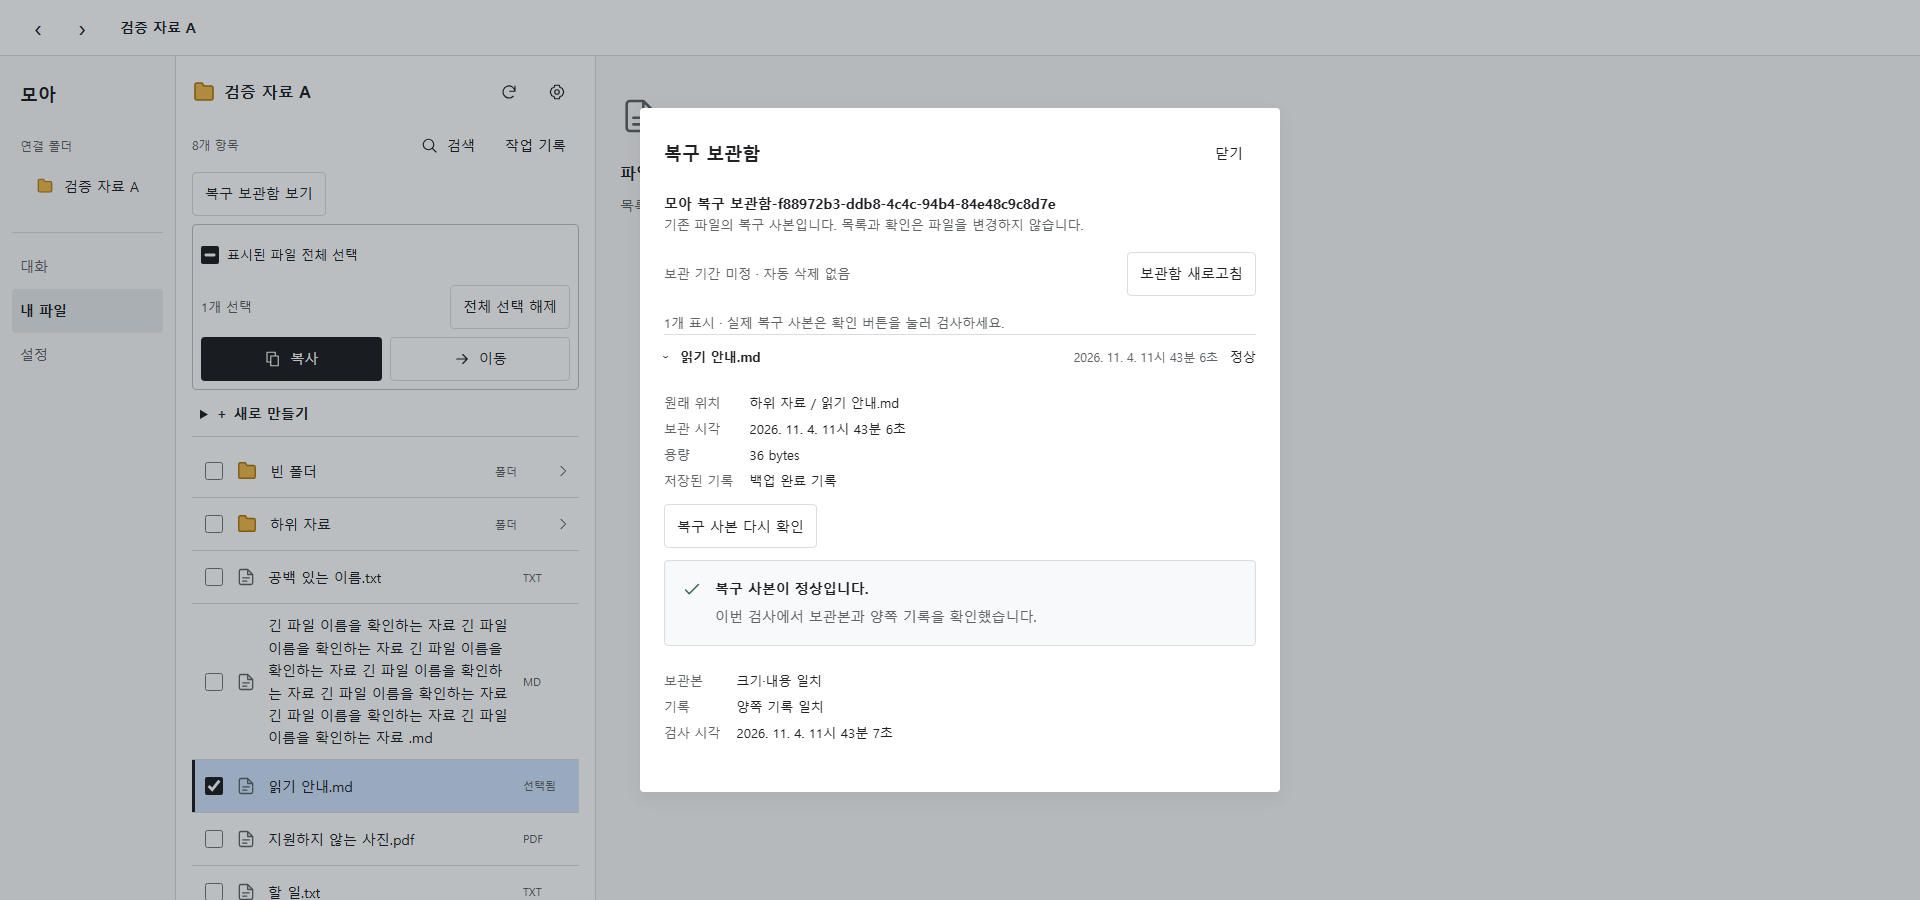 검증 자료 A
모아
연결 폴더
검증 자료 A
대화
내 파일
설정
검증 자료 A
8개 항목
검색
작업 기록
복구 보관함 보기
표시된 파일 전체 선택
1개 선택
전체 선택 해제
복사
이동
+ 새로 만들기
빈 폴더
폴더
하위 자료
폴더
공백 있는 이름.txt
TXT
긴 파일 이름을 확인하는 자료 긴 파일
이름을 확인하는 자료 긴 파일 이름을
확인하는 자료 긴 파일 이름을 확인하
는 자료 긴 파일 이름을 확인하는 자료
긴 파일 이름을 확인하는 자료 긴 파일
이름을 확인하는 자료 .md
MD
읽기 안내.md
선택됨
지원하지 않는 사진.pdf
PDF
할 일.txt
TXT
복구 보관함
닫기
모아 복구 보관함-f88972b3-ddb8-4c4c-94b4-84e48c9c8d7e
기존 파일의 복구 사본입니다. 목록과 확인은 파일을 변경하지 않습니다.
보관 기간 미정 · 자동 삭제 없음
보관함 새로고침
1개 표시 · 실제 복구 사본은 확인 버튼을 눌러 검사하세요.
읽기 안내.md
2026. 11. 4. 11시 43분 6초
정상
원래 위치
하위 자료 / 읽기 안내.md
보관 시각
2026. 11. 4. 11시 43분 6초
용량
36 bytes
저장된 기록
백업 완료 기록
복구 사본 다시 확인
복구 사본이 정상입니다.
이번 검사에서 보관본과 양쪽 기록을 확인했습니다.
보관본
크기·내용 일치
기록
양쪽 기록 일치
검사 시각
2026. 11. 4. 11시 43분 7초